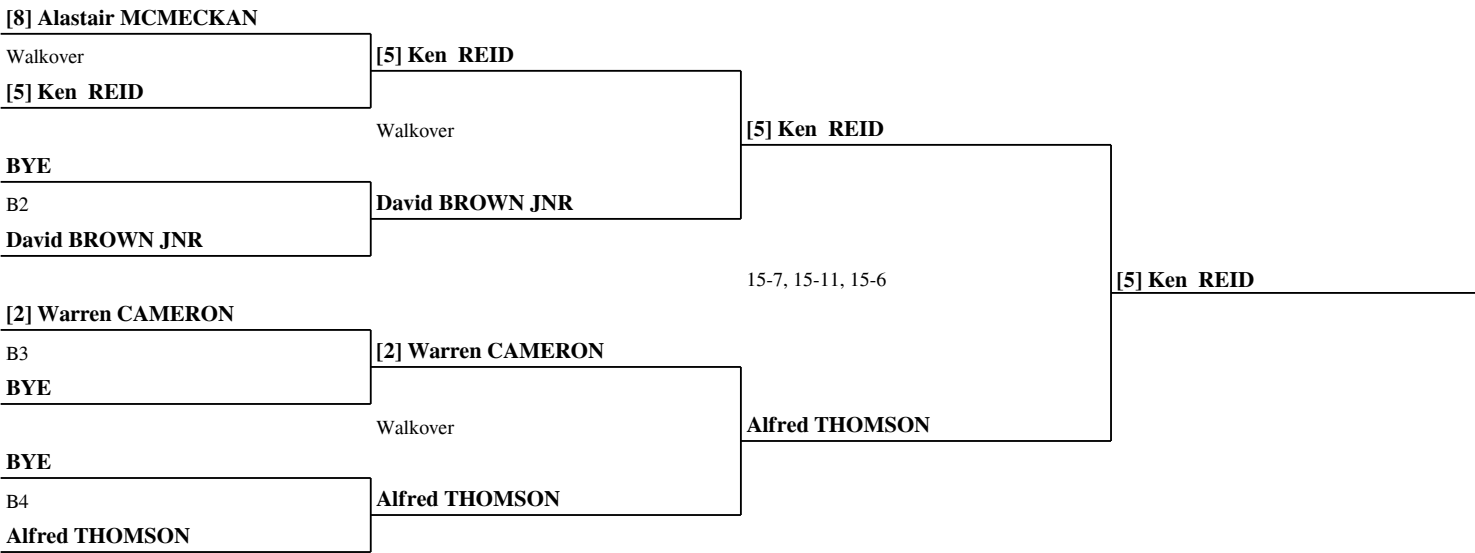 [8] Alastair MCMECKAN
Walkover
[5] Ken REID
[5] Ken REID
Walkover
[5] Ken REID
BYE
B2
David BROWN JNR
David BROWN JNR
15-7, 15-11, 15-6
[5] Ken REID
[2] Warren CAMERON
B3
[2] Warren CAMERON
BYE
Walkover
Alfred THOMSON
BYE
B4
Alfred THOMSON
Alfred THOMSON